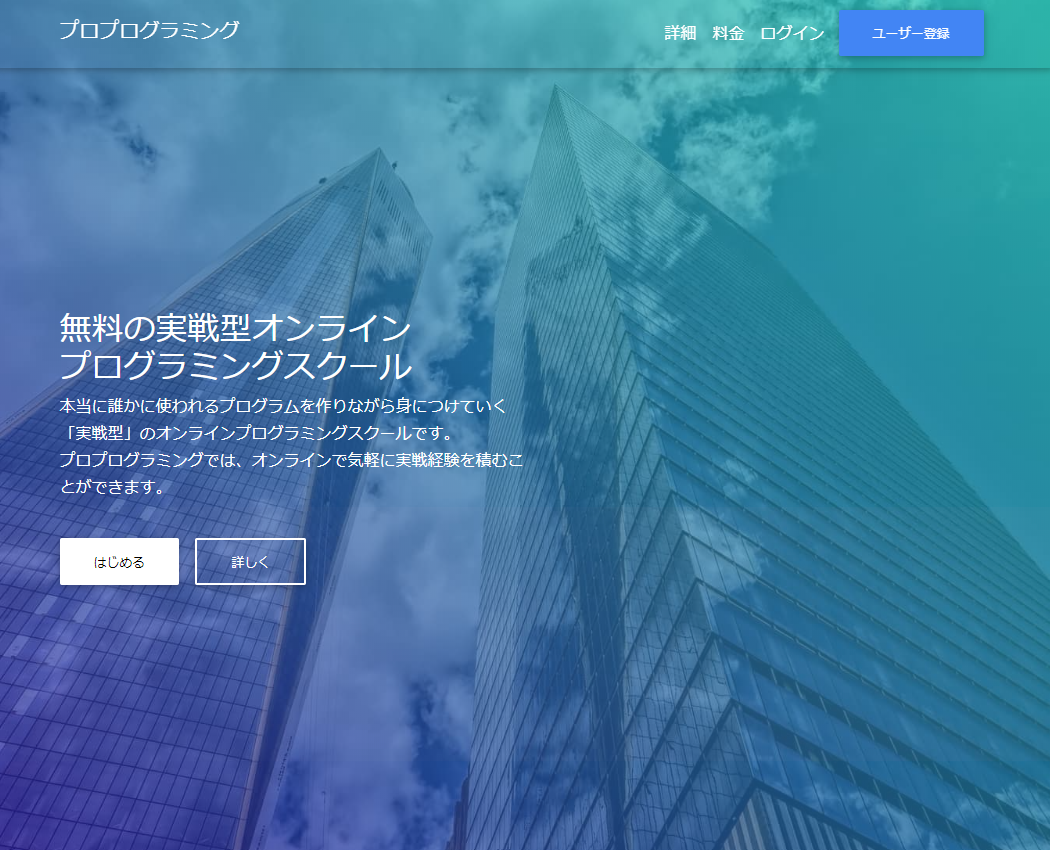 プロプログラミング
詳細 料金 ログイン ユーザー登録
無料の実戦型オンライン
プログラミングスクール
本当に誰かに使われるプログラムを作りながら身につけていく
「実戦型」のオンラインプログラミングスクールです。
プロプログラミングでは、オンラインで気軽に実戦経験を積むこ
とができます。
はじめる 詳しく